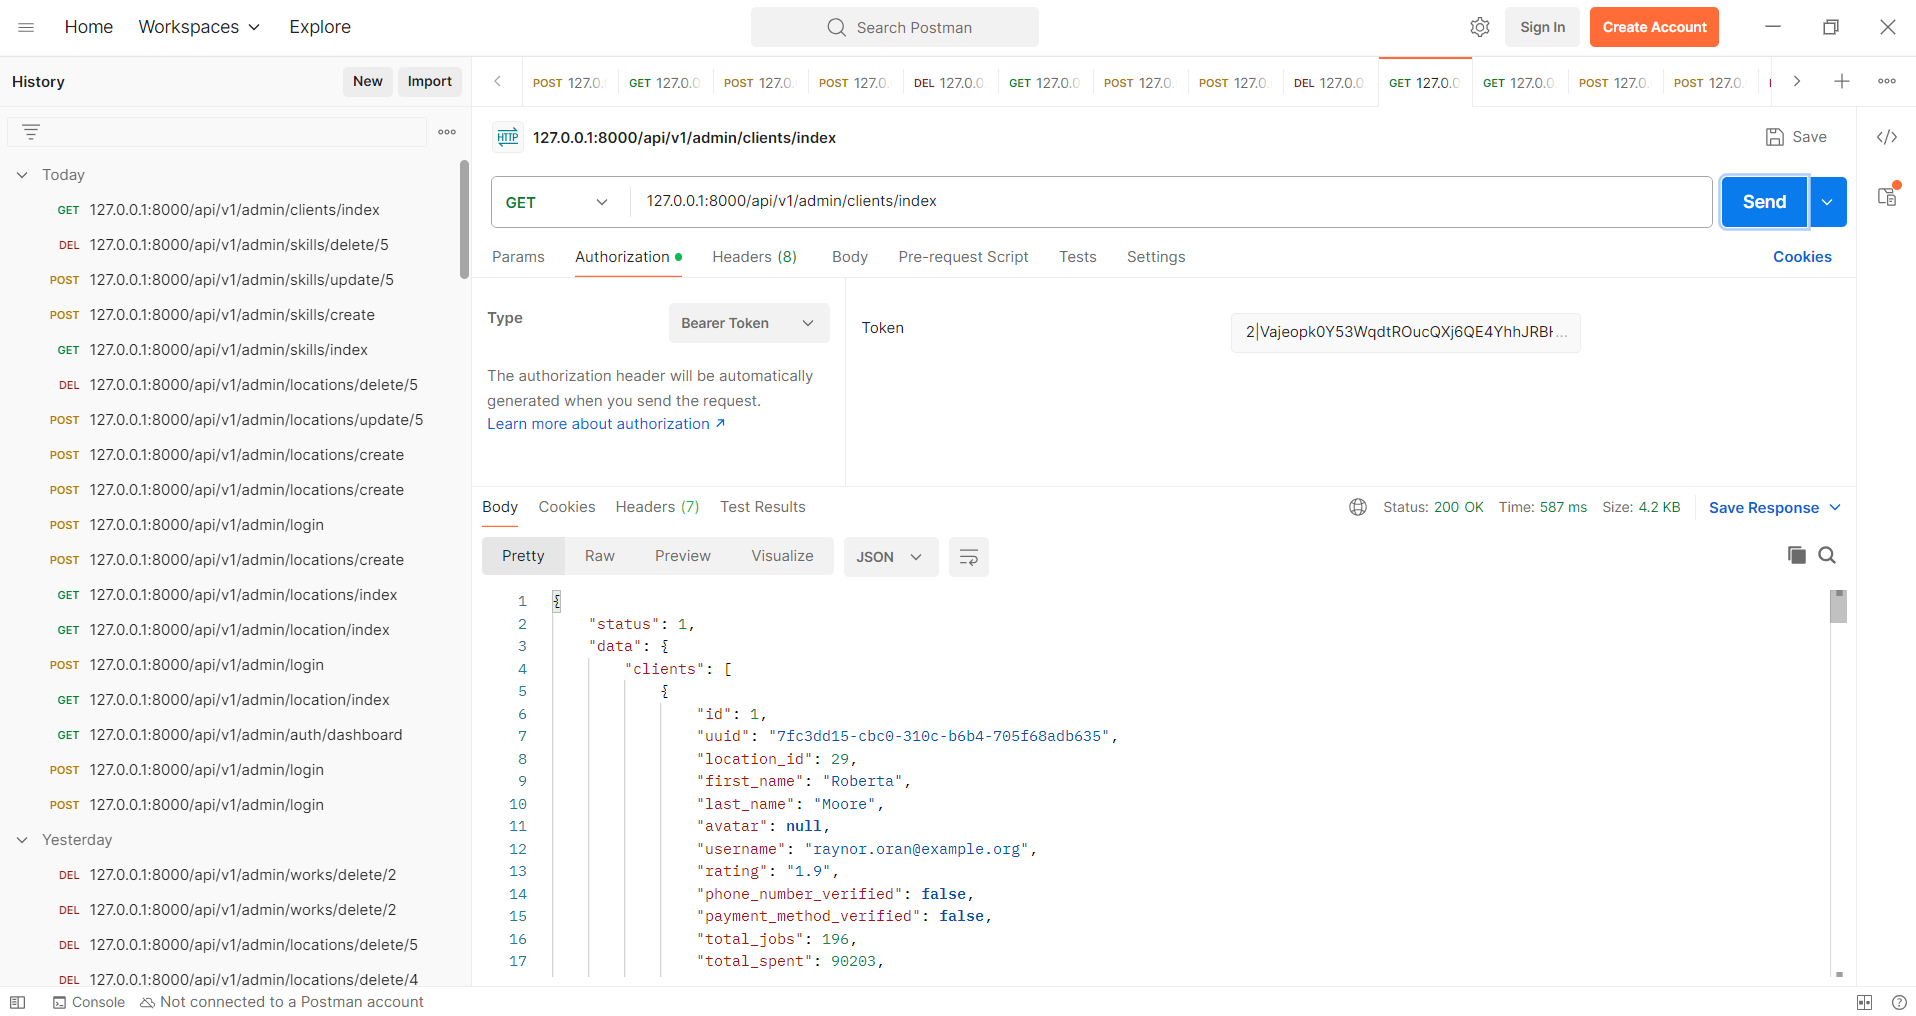 Home Workspaces Explore Search Postman Sign In Create Account
History New Import
POST 127.0. GET 127.0.0 POST 127.0. POST 127.0. DEL 127.0.0. GET 127.0.0 POST 127.0. POST 127.0. DEL 127.0.0. GET 127.0.0 GET 127.0.0. POST 127.0. POST 127.0.
Today
GET 127.0.0.1:8000/api/v1/admin/clients/index
DEL 127.0.0.1:8000/api/v1/admin/skills/delete/5
POST 127.0.0.1:8000/api/v1/admin/skills/update/5
POST 127.0.0.1:8000/api/v1/admin/skills/create
GET 127.0.0.1:8000/api/v1/admin/skills/index
DEL 127.0.0.1:8000/api/v1/admin/locations/delete/5
POST 127.0.0.1:8000/api/v1/admin/locations/update/5
POST 127.0.0.1:8000/api/v1/admin/locations/create
POST 127.0.0.1:8000/api/v1/admin/locations/create
POST 127.0.0.1:8000/api/v1/admin/login
POST 127.0.0.1:8000/api/v1/admin/locations/create
GET 127.0.0.1:8000/api/v1/admin/locations/index
GET 127.0.0.1:8000/api/v1/admin/location/index
POST 127.0.0.1:8000/api/v1/admin/login
GET 127.0.0.1:8000/api/v1/admin/location/index
GET 127.0.0.1:8000/api/v1/admin/auth/dashboard
POST 127.0.0.1:8000/api/v1/admin/login
POST 127.0.0.1:8000/api/v1/admin/login
Yesterday
DEL 127.0.0.1:8000/api/v1/admin/works/delete/2
DEL 127.0.0.1:8000/api/v1/admin/works/delete/2
DEL 127.0.0.1:8000/api/v1/admin/locations/delete/5
DEL 127.0.0.1:8000/api/v1/admin/locations/delete/4
HTTP 127.0.0.1:8000/api/v1/admin/clients/index Save
GET 127.0.0.1:8000/api/v1/admin/clients/index Send
Params Authorization Headers (8) Body Pre-request Script Tests Settings Cookies
Type Bearer Token
The authorization header will be automatically
generated when you send the request.
Learn more about authorization ↗
Token 2|Vajeopk0Y53WqdtROucQXj6QE4YhhJRBH...
Body Cookies Headers (7) Test Results Status: 200 OK Time: 587 ms Size: 4.2 KB Save Response
Pretty Raw Preview Visualize JSON
1 {
2 "status": 1,
3 "data": {
4 "clients": [
5 {
6 "id": 1,
7 "uuid": "7fc3dd15-cbc0-310c-b6b4-705f68adb635",
8 "location_id": 29,
9 "first_name": "Roberta",
10 "last_name": "Moore",
11 "avatar": null,
12 "username": "raynor.oran@example.org",
13 "rating": "1.9",
14 "phone_number_verified": false,
15 "payment_method_verified": false,
16 "total_jobs": 196,
17 "total_spent": 90203,
Console Not connected to a Postman account